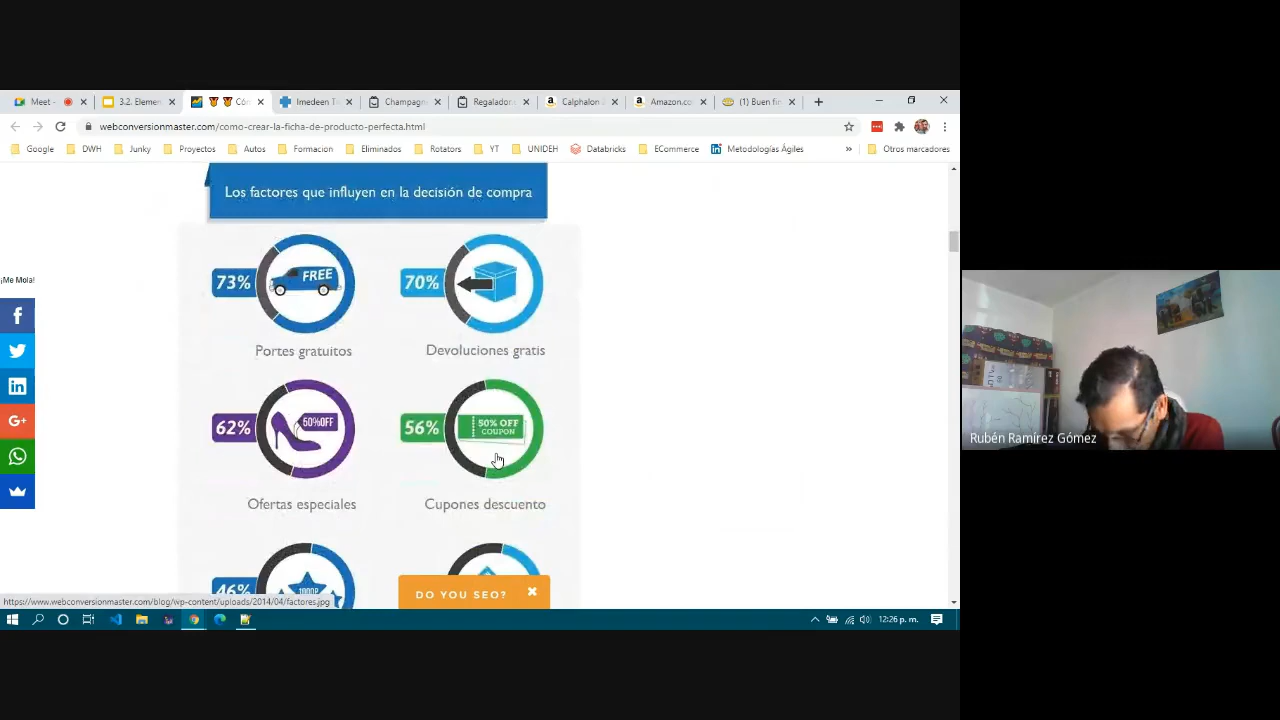 Meet -
3.2. Elemen
Có
Imedeen T
Champagn
Regalador
Calphalon
Amazon.co
(1) Buen fi
webconversionmaster.com/como-crear-la-ficha-de-producto-perfecta.html
Google
DWH
Junky
Proyectos
Autos
Formacion
Eliminados
Rotators
YT
UNIDEH
Databricks
ECommerce
Metodologías Ágiles
»
Otros marcadores
Los factores que influyen en la decisión de compra
73%
FREE
70%
Portes gratuitos
Devoluciones gratis
¡Me Mola!
62%
50%OFF
56%
50% OFF
COUPON
Ofertas especiales
Cupones descuento
46%
DO YOU SEO?
https://www.webconversionmaster.com/blog/wp-content/uploads/2014/04/factores.jpg
12:26 p. m.
Rubén Ramírez Gómez